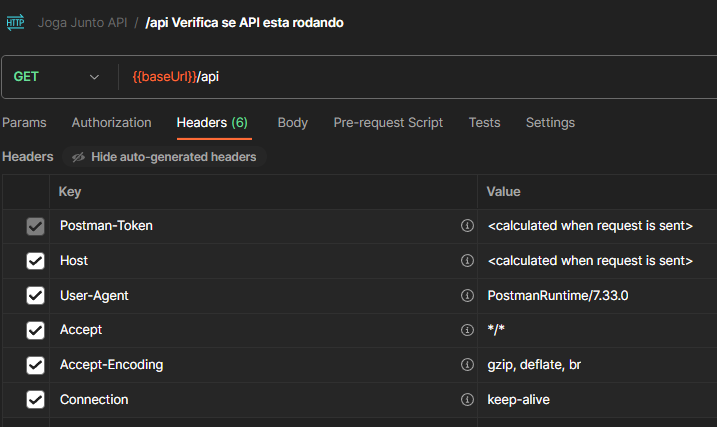 HTTP Joga Junto API / /api Verifica se API esta rodando
GET {{baseUrl}}/api
Params Authorization Headers (6) Body Pre-request Script Tests Settings
Headers Hide auto-generated headers
Key Value
Postman-Token <calculated when request is sent>
Host <calculated when request is sent>
User-Agent PostmanRuntime/7.33.0
Accept */*
Accept-Encoding gzip, deflate, br
Connection keep-alive